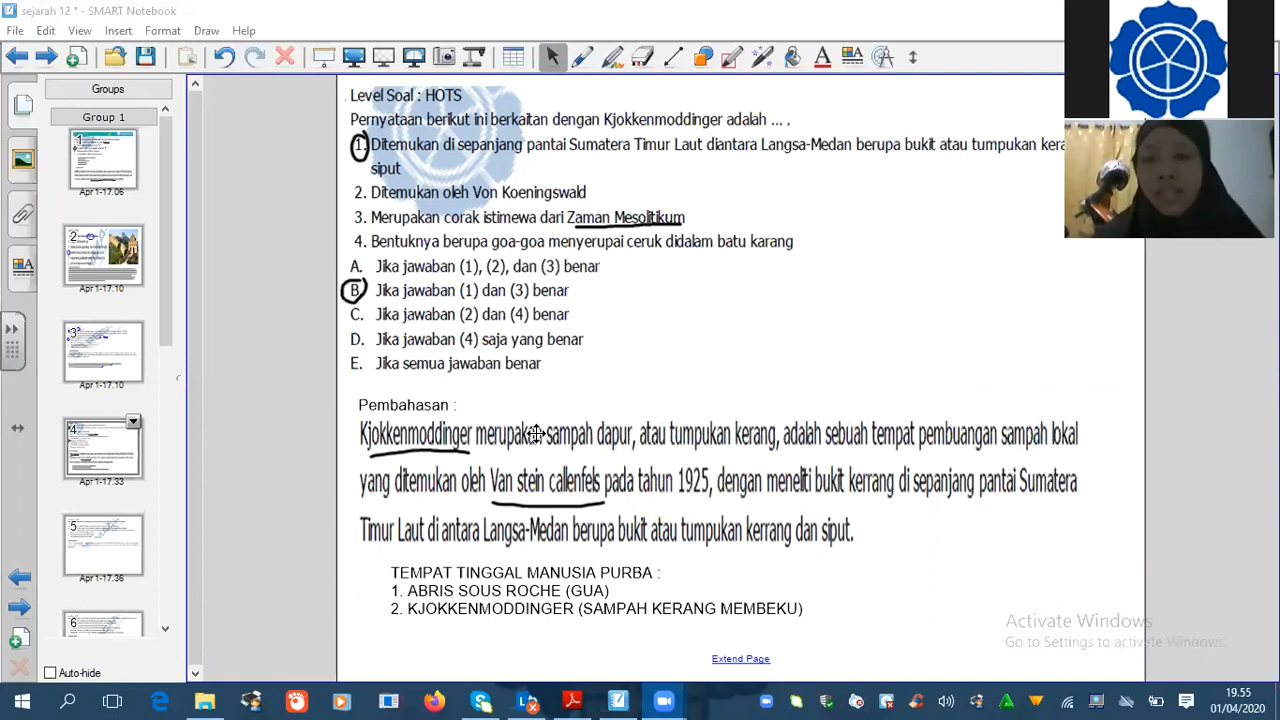 sejarah 12 * - SMART Notebook
File Edit View Insert Format Draw Help
Groups
Group 1
1
Apr 1-17.06
2
Apr 1-17.10
3
Apr 1-17.10
4
Apr 1-17.33
5
Apr 1-17.36
6
Auto-hide
Level Soal : HOTS
Pernyataan berikut ini berkaitan dengan Kjokkenmoddinger adalah ... .
1. Ditemukan di sepanjang pantai Sumatera Timur Laut diantara Langsa-Medan berupa bukit atau tumpukan
siput
2. Ditemukan oleh Von Koeningswald
3. Merupakan corak istimewa dari Zaman Mesolitikum
4. Bentuknya berupa goa-goa menyerupai ceruk didalam batu karang
A. Jika jawaban (1), (2), dan (3) benar
B. Jika jawaban (1) dan (3) benar
C. Jika jawaban (2) dan (4) benar
D. Jika jawaban (4) saja yang benar
E. Jika semua jawaban benar
Pembahasan :
Kjokkenmoddinger merupakan sampah dapur, atau tumpukan kerang, adalah sebuah tempat pembuangan sampah lokal
yang ditemukan oleh Van stein callenfels pada tahun 1925, dengan meneliti bukit kerrang di sepanjang pantai Sumatera
Timur Laut di antara Langsa-Medan berupa bukit atau tumpukan kerrang dan siput.
TEMPAT TINGGAL MANUSIA PURBA :
1. ABRIS SOUS ROCHE (GUA)
2. KJOKKENMODDINGER (SAMPAH KERANG MEMBEKU)
Extend Page
Activate Windows
Go to Settings to activate Windows.
19.55
01/04/2020